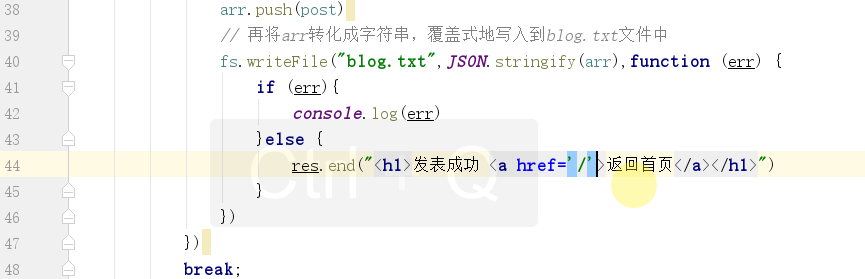 38 arr.push(post)
39 // 再将arr转化成字符串，覆盖式地写入到blog.txt文件中
40 fs.writeFile("blog.txt",JSON.stringify(arr),function (err) {
41 if (err){
42 console.log(err)
43 }else {
44 res.end("<h1>发表成功 <a href='/'>返回首页</a></h1>")
45 }
46 })
47 })
48 break;
Ctrl + Q